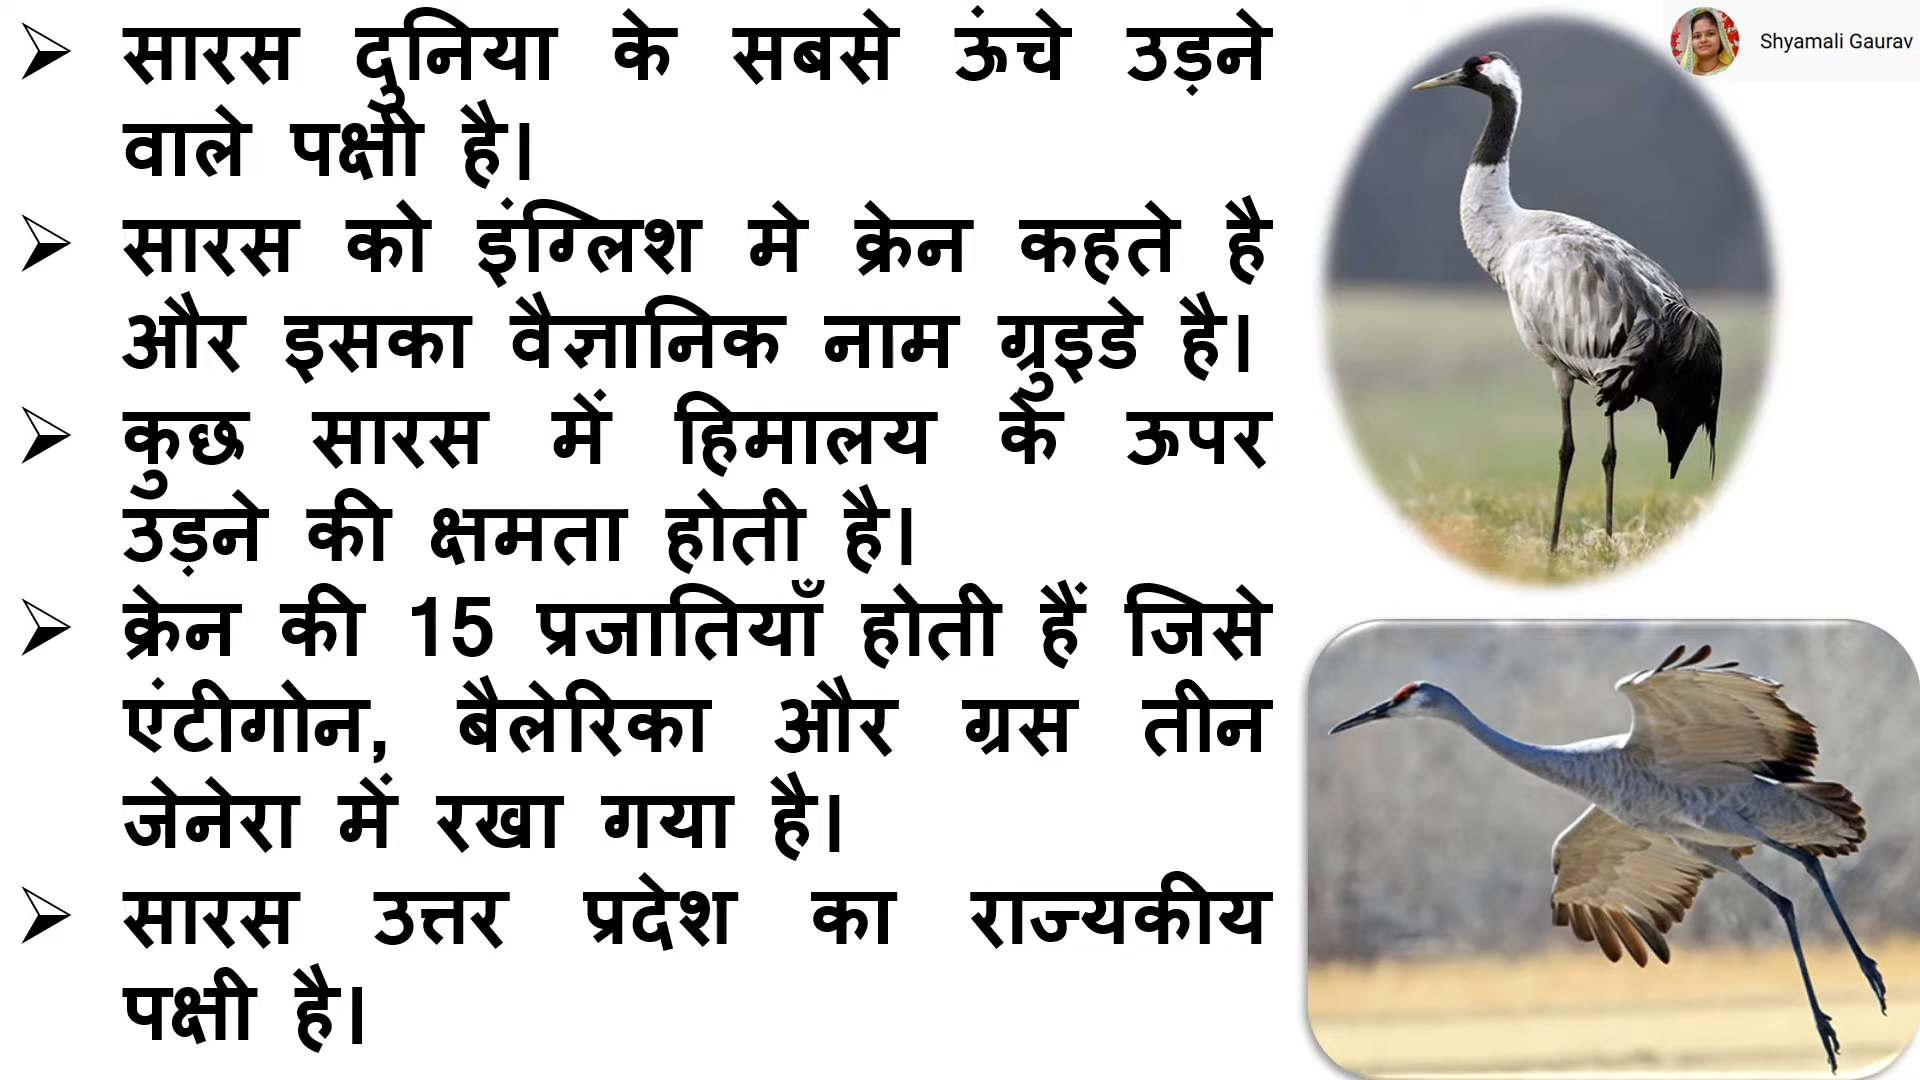 सारस दुनिया के सबसे ऊंचे उड़ने
वाले पक्षी है।
सारस को इंग्लिश मे क्रेन कहते है
और इसका वैज्ञानिक नाम ग्रुइडे है।
कुछ सारस में हिमालय के ऊपर
उड़ने की क्षमता होती है।
क्रेन की 15 प्रजातियाँ होती हैं जिसे
एंटीगोन, बैलेरिका और ग्रस तीन
जेनेरा में रखा गया है।
सारस उत्तर प्रदेश का राज्यकीय
पक्षी है।
Shyamali Gaurav